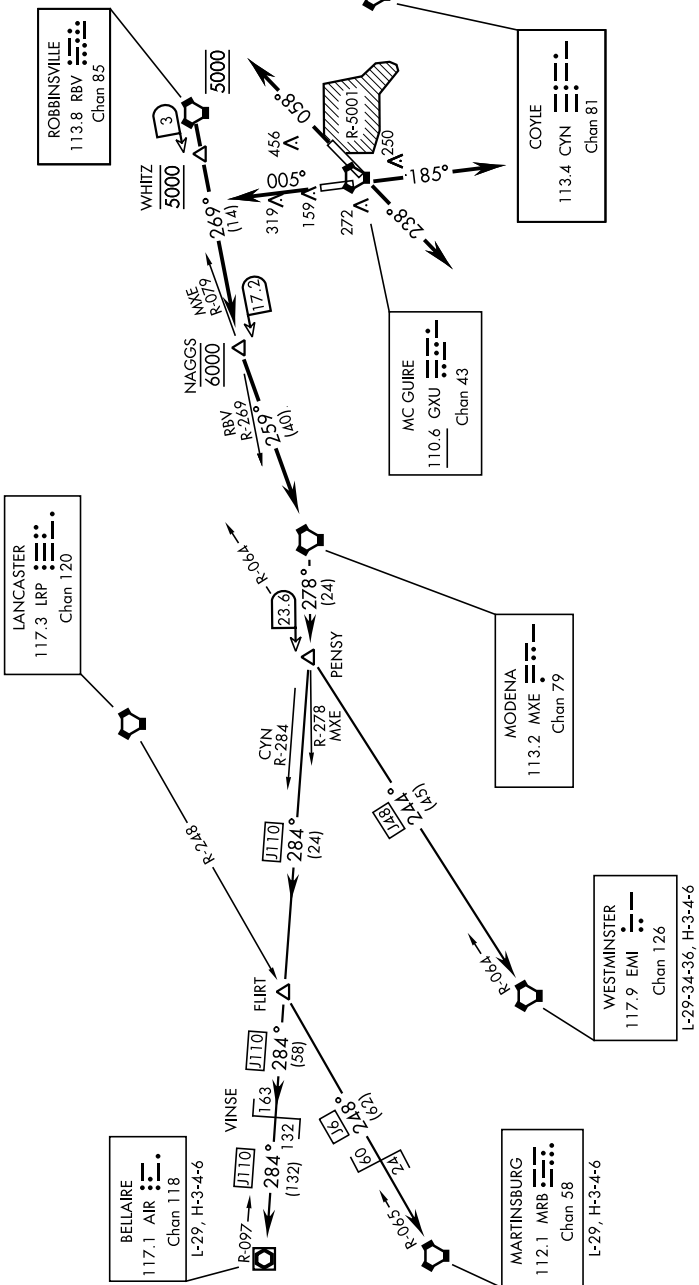 ROBBINSVILLE
113.8 RBV
Chan 85
3
5000
WHITZ
5000
269°
(14)
058°
R-5001
456
250
005°
319
159
272
185°
238°
COYLE
113.4 CYN
Chan 81
MXE
R-079
17.2
NAGGS
6000
RBV
R-269
259°
(40)
MC GUIRE
110.6 GXU
Chan 43
LANCASTER
117.3 LRP
Chan 120
R-064
23.6
278°
(24)
PENSY
MODENA
113.2 MXE
Chan 79
CYN
R-284
R-278
MXE
J110
284°
(24)
J48
244°
(45)
R-248
R-064
WESTMINSTER
117.9 EMI
Chan 126
L-29-34-36, H-3-4-6
FLIRT
J110
284°
(58)
VINSE
163
132
J110
284°
(132)
R-097
BELLAIRE
117.1 AIR
Chan 118
L-29, H-3-4-6
J6
248°
(62)
60
24
R-065
MARTINSBURG
112.1 MRB
Chan 58
L-29, H-3-4-6